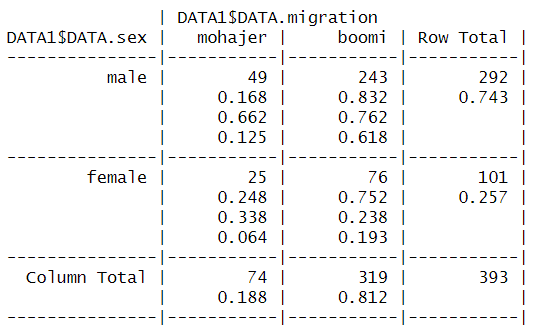 | DATA1$DATA.migration
DATA1$DATA.sex | mohajer | boomi | Row Total |
---------------|-----------|-----------|-----------|
male | 49 | 243 | 292 |
| 0.168 | 0.832 | 0.743 |
| 0.662 | 0.762 | |
| 0.125 | 0.618 | |
---------------|-----------|-----------|-----------|
female | 25 | 76 | 101 |
| 0.248 | 0.752 | 0.257 |
| 0.338 | 0.238 | |
| 0.064 | 0.193 | |
---------------|-----------|-----------|-----------|
Column Total | 74 | 319 | 393 |
| 0.188 | 0.812 | |
---------------|-----------|-----------|-----------|